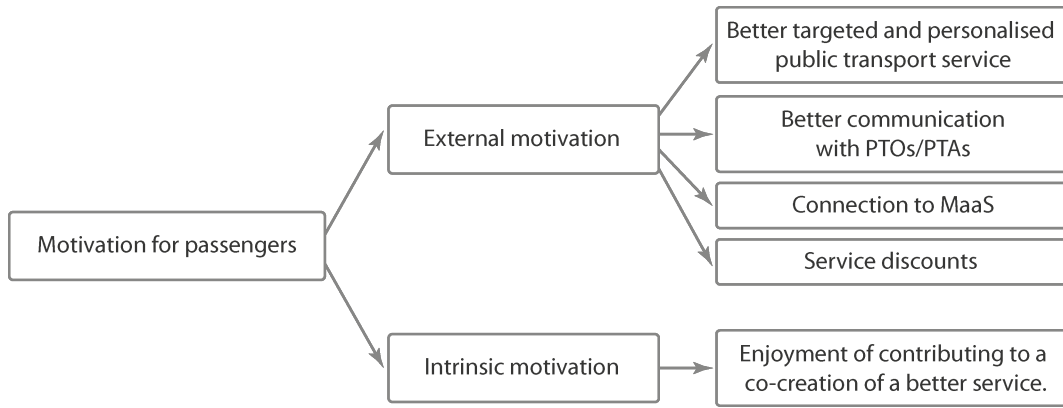 Better targeted and personalised
public transport service
External motivation
Better communication
with PTOs/PTAs
Connection to MaaS
Motivation for passengers
Service discounts
Intrinsic motivation
Enjoyment of contributing to a
co-creation of a better service.